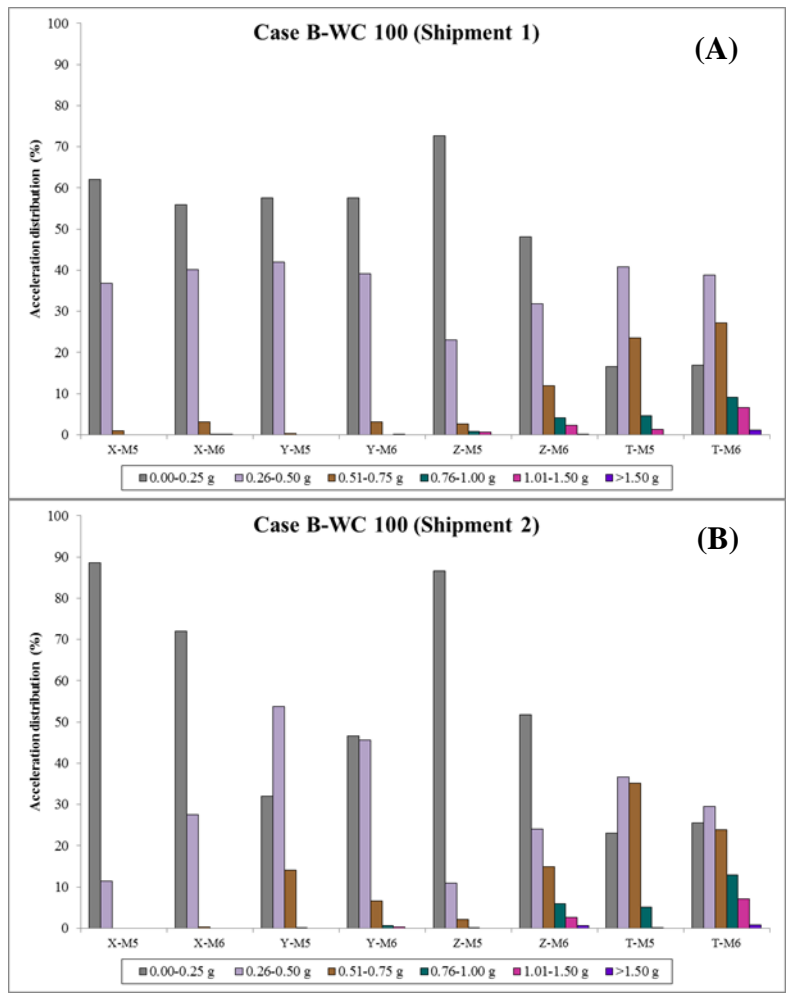 Case B-WC 100 (Shipment 1)
(A)
Acceleration distribution (%)
100
90
80
70
60
50
40
30
20
10
0
X-M5 X-M6 Y-M5 Y-M6 Z-M5 Z-M6 T-M5 T-M6
0.00-0.25 g 0.26-0.50 g 0.51-0.75 g 0.76-1.00 g 1.01-1.50 g >1.50 g
Case B-WC 100 (Shipment 2)
(B)
Acceleration distribution (%)
100
90
80
70
60
50
40
30
20
10
0
X-M5 X-M6 Y-M5 Y-M6 Z-M5 Z-M6 T-M5 T-M6
0.00-0.25 g 0.26-0.50 g 0.51-0.75 g 0.76-1.00 g 1.01-1.50 g >1.50 g